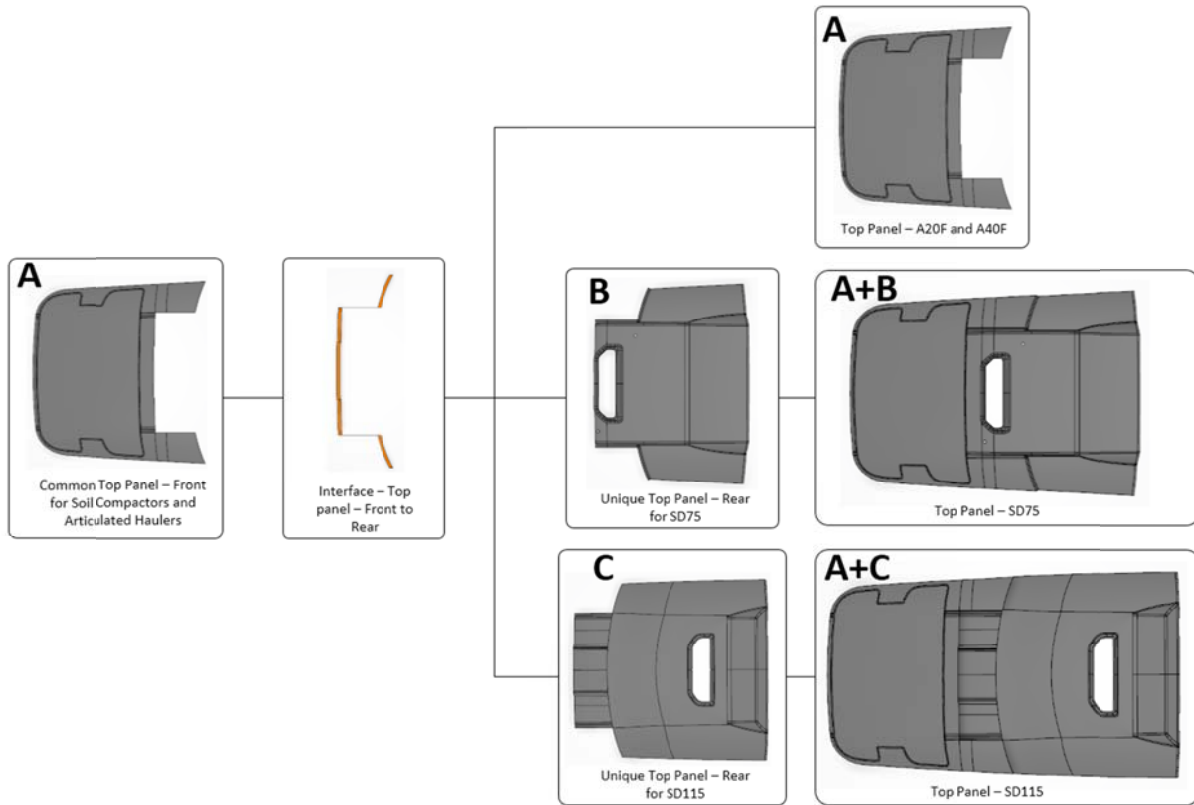 A
Top Panel – A20F and A40F
A
Common Top Panel – Front
for Soil Compactors and
Articulated Haulers
Interface – Top
panel – Front to
Rear
B
Unique Top Panel – Rear
for SD75
A+B
Top Panel – SD75
C
Unique Top Panel – Rear
for SD115
A+C
Top Panel – SD115